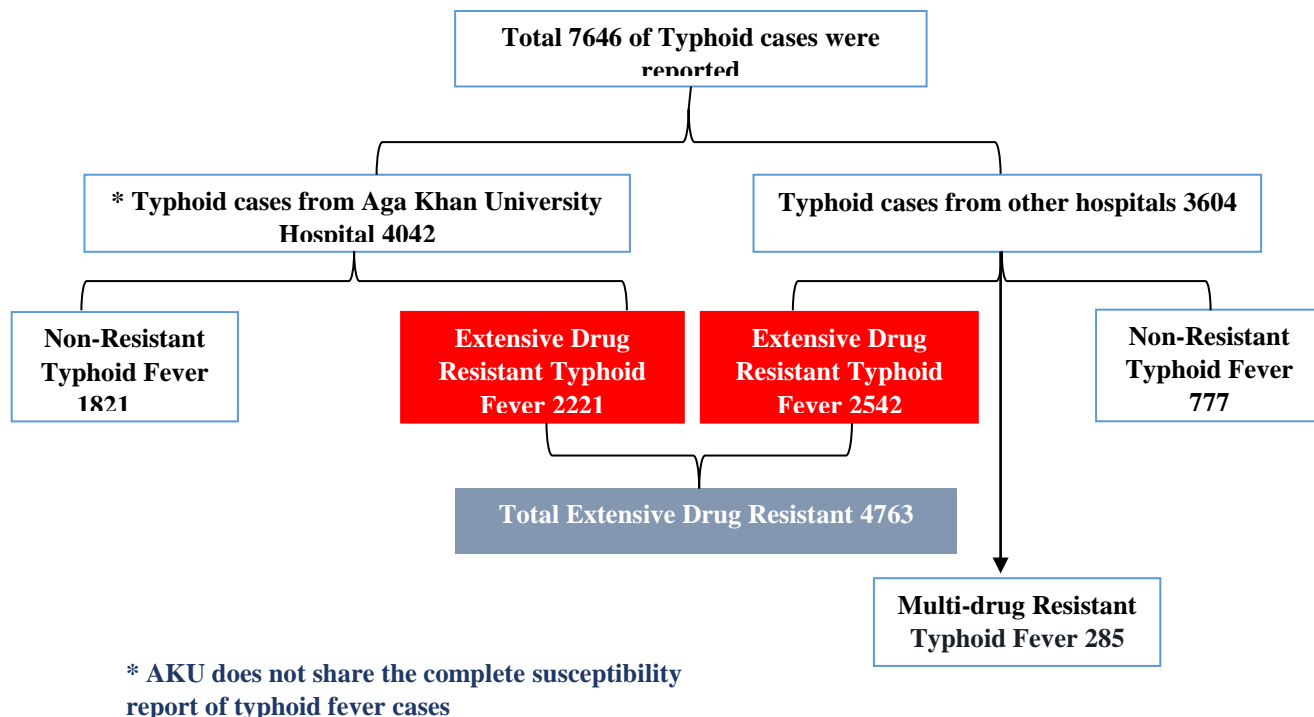 Total 7646 of Typhoid cases were
reported
* Typhoid cases from Aga Khan University
Hospital 4042
Typhoid cases from other hospitals 3604
Non-Resistant
Typhoid Fever
1821
Extensive Drug
Resistant Typhoid
Fever 2221
Extensive Drug
Resistant Typhoid
Fever 2542
Non-Resistant
Typhoid Fever
777
Total Extensive Drug Resistant 4763
Multi-drug Resistant
Typhoid Fever 285
* AKU does not share the complete susceptibility
report of typhoid fever cases